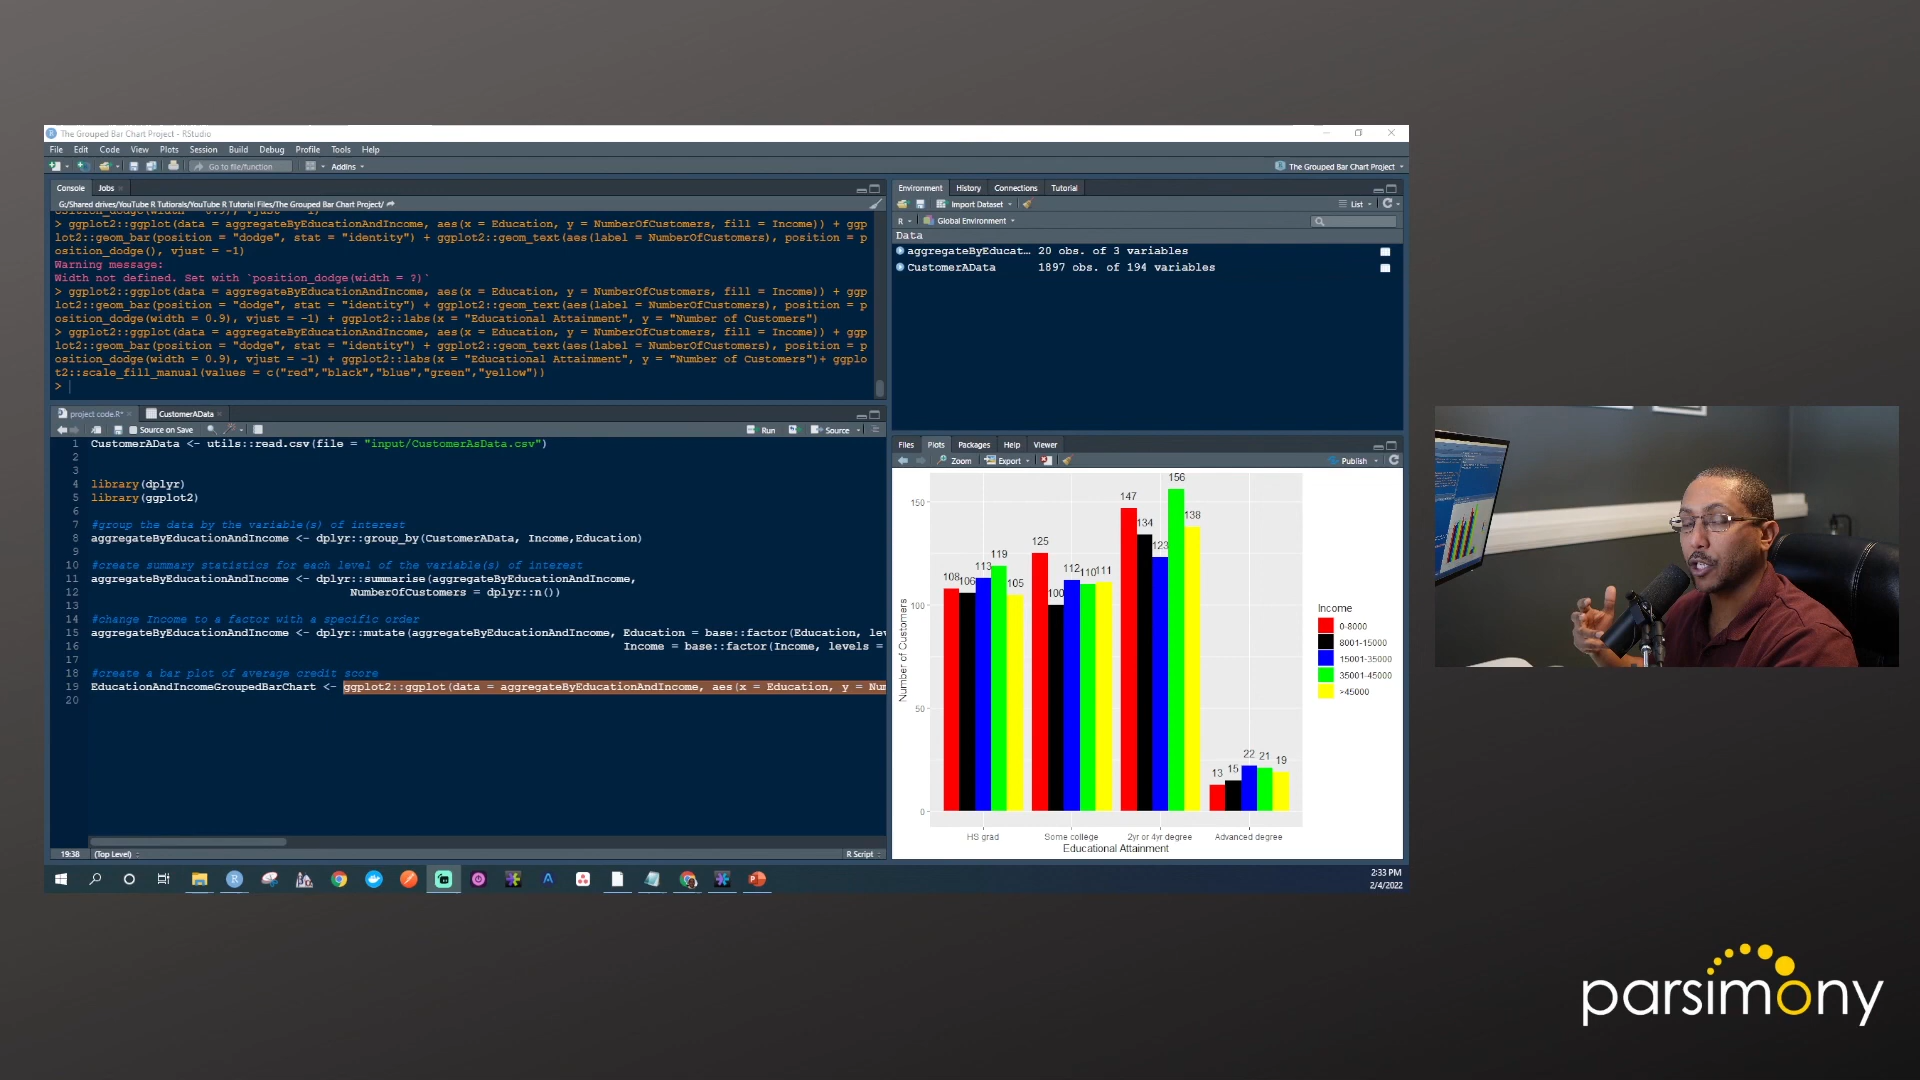 The Grouped Bar Chart Project - RStudio
File Edit Code View Plots Session Build Debug Profile Tools Help
Go to file/function
Addins
The Grouped Bar Chart Project
Console Jobs
G:/Shared drives/YouTube R Tutiorals/YouTube R Tutorial Files/The Grouped Bar Chart Project/
osition_dodge(width = 0.9), vjust = -1)
> ggplot2::ggplot(data = aggregateByEducationAndIncome, aes(x = Education, y = NumberOfCustomers, fill = Income)) + ggp
lot2::geom_bar(position = "dodge", stat = "identity") + ggplot2::geom_text(aes(label = NumberOfCustomers), position = p
osition_dodge(), vjust = -1)
Warning message:
Width not defined. Set with `position_dodge(width = ?)`
> ggplot2::ggplot(data = aggregateByEducationAndIncome, aes(x = Education, y = NumberOfCustomers, fill = Income)) + ggp
lot2::geom_bar(position = "dodge", stat = "identity") + ggplot2::geom_text(aes(label = NumberOfCustomers), position = p
osition_dodge(width = 0.9), vjust = -1) + ggplot2::labs(x = "Educational Attainment", y = "Number of Customers")
> ggplot2::ggplot(data = aggregateByEducationAndIncome, aes(x = Education, y = NumberOfCustomers, fill = Income)) + ggp
lot2::geom_bar(position = "dodge", stat = "identity") + ggplot2::geom_text(aes(label = NumberOfCustomers), position = p
osition_dodge(width = 0.9), vjust = -1) + ggplot2::labs(x = "Educational Attainment", y = "Number of Customers")+ ggplo
t2::scale_fill_manual(values = c("red","black","blue","green","yellow"))
>
project code.R* CustomerAData
Source on Save
Run
Source
1 CustomerAData <- utils::read.csv(file = "input/CustomerAsData.csv")
2
3
4 library(dplyr)
5 library(ggplot2)
6
7 #group the data by the variable(s) of interest
8 aggregateByEducationAndIncome <- dplyr::group_by(CustomerAData, Income,Education)
9
10 #create summary statistics for each level of the variable(s) of interest
11 aggregateByEducationAndIncome <- dplyr::summarise(aggregateByEducationAndIncome,
12 NumberOfCustomers = dplyr::n())
13
14 #change Income to a factor with a specific order
15 aggregateByEducationAndIncome <- dplyr::mutate(aggregateByEducationAndIncome, Education = base::factor(Education, lev
16 Income = base::factor(Income, levels =
17
18 #create a bar plot of average credit score
19 EducationAndIncomeGroupedBarChart <- ggplot2::ggplot(data = aggregateByEducationAndIncome, aes(x = Education, y = Num
20
19:38 (Top Level)
R Script
Environment History Connections Tutorial
Import Dataset
List
R Global Environment
Data
aggregateByEducat… 20 obs. of 3 variables
CustomerAData 1897 obs. of 194 variables
Files Plots Packages Help Viewer
Zoom Export
Publish
Number of Customers
150
100
50
0
108 106 113 119 105
125 100 112 110 111
147 134 123 156 138
13 15 22 21 19
HS grad Some college 2yr or 4yr degree Advanced degree
Educational Attainment
Income
0-8000
8001-15000
15001-35000
35001-45000
>45000
2:33 PM
2/4/2022
parsimony